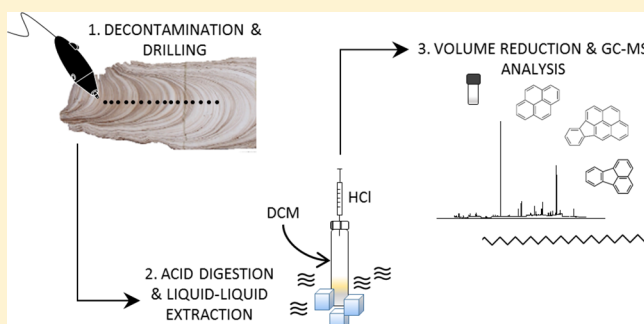 1. DECONTAMINATION &
DRILLING
2. ACID DIGESTION
& LIQUID-LIQUID
EXTRACTION
DCM
HCl
3. VOLUME REDUCTION & GC-MS
ANALYSIS